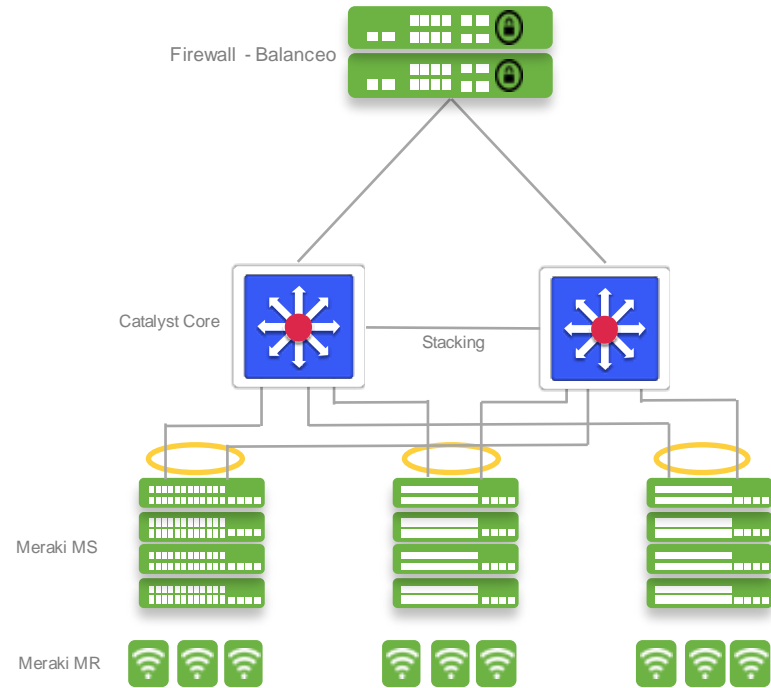 Firewall - Balanceo
Catalyst Core
Stacking
Meraki MS
Meraki MR